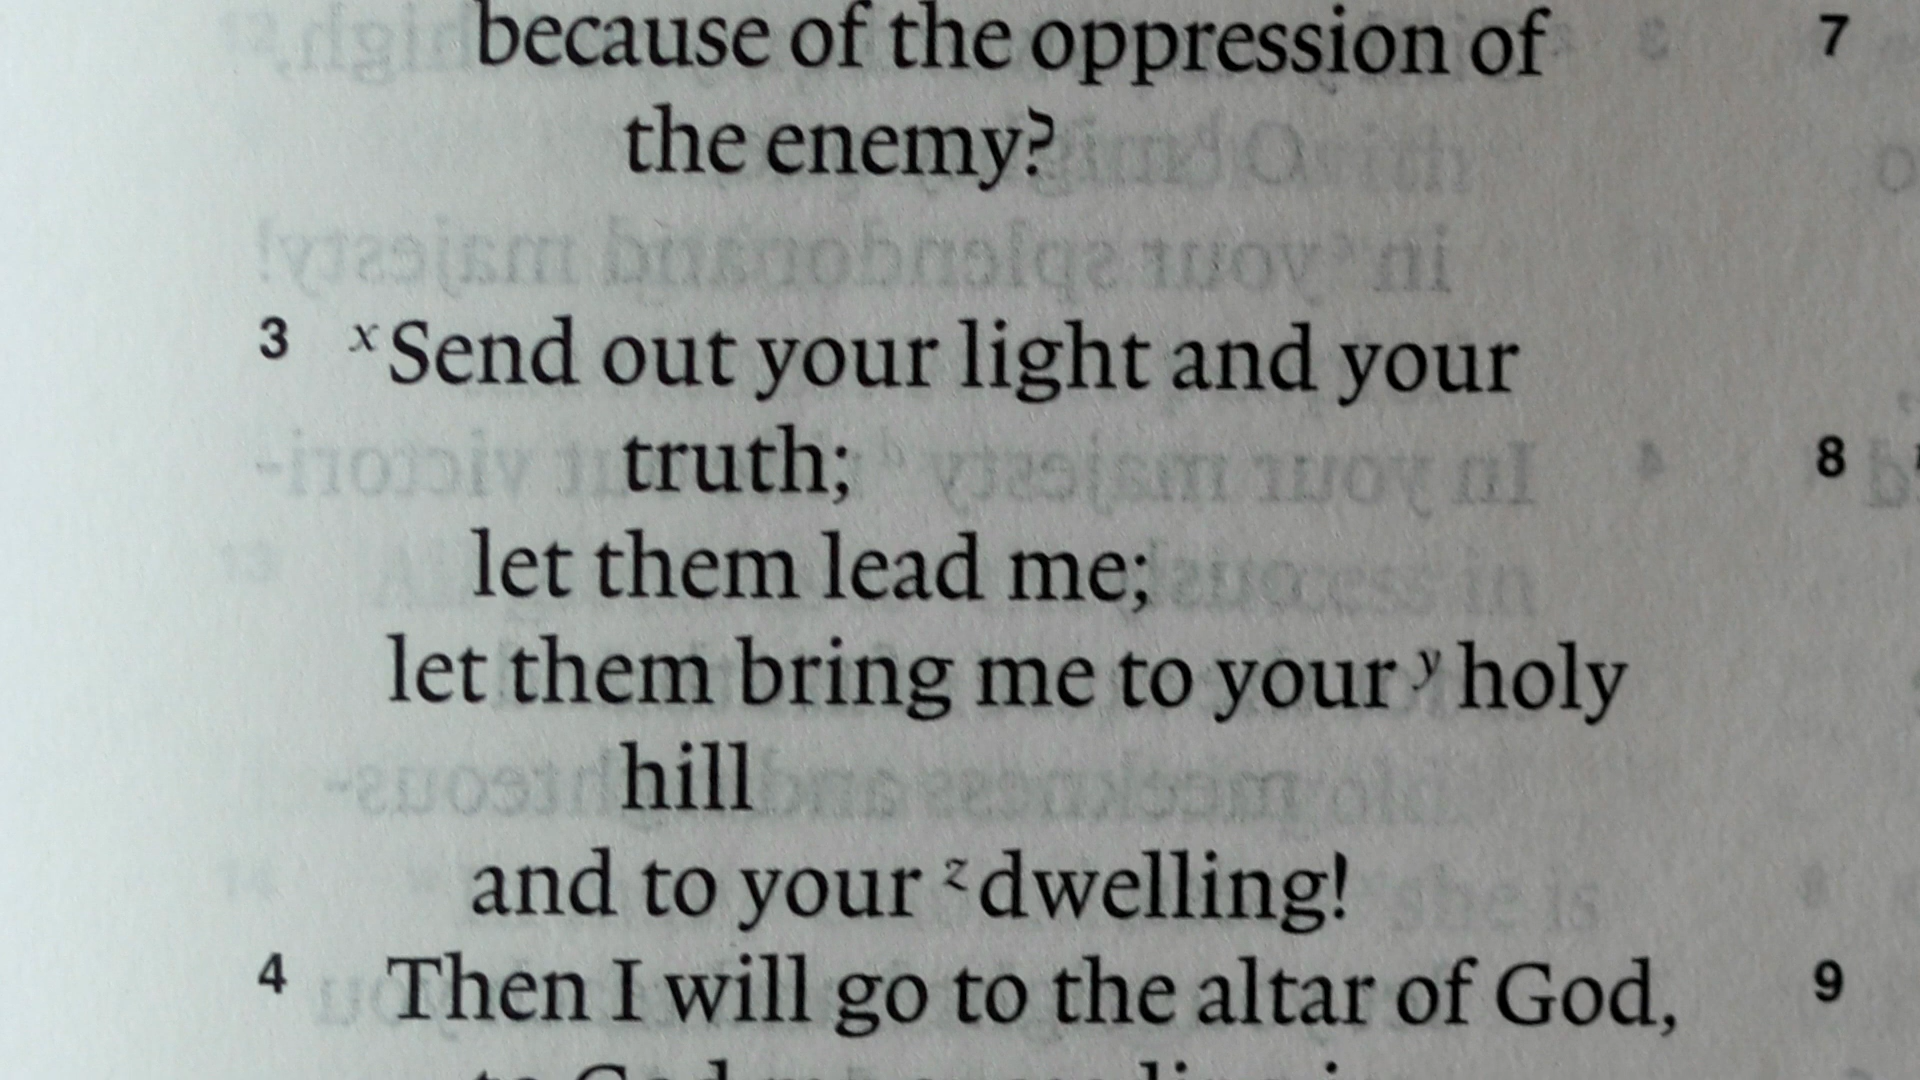 because of the oppression of
the enemy?
3 x Send out your light and your
truth;
let them lead me;
let them bring me to your y holy
hill
and to your z dwelling!
4 Then I will go to the altar of God,
7
8
9